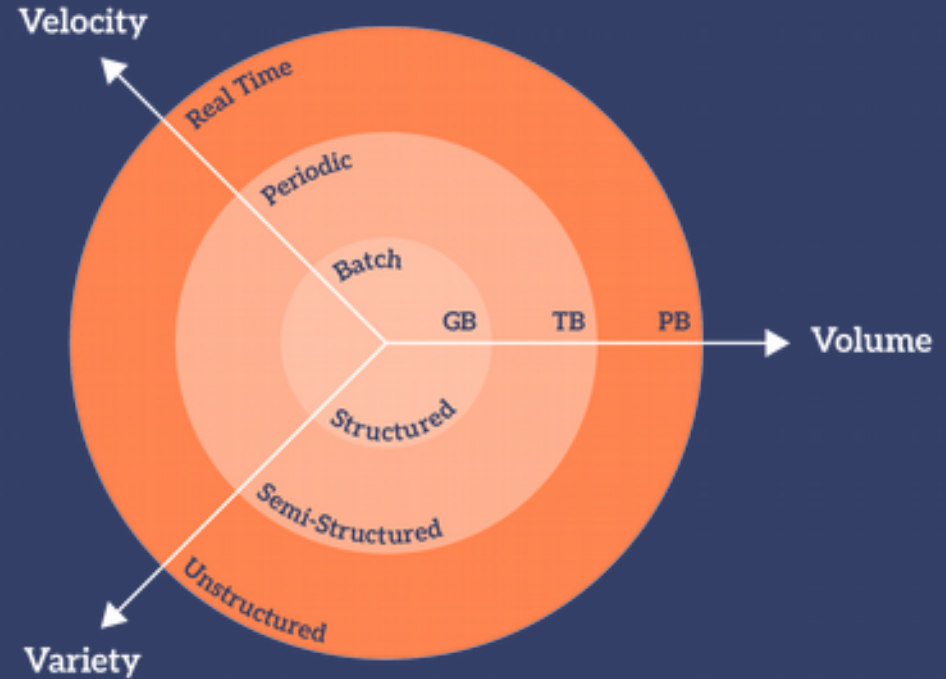 Velocity
Real Time
Periodic
Batch
GB TB PB
Volume
Structured
Semi-Structured
Unstructured
Variety